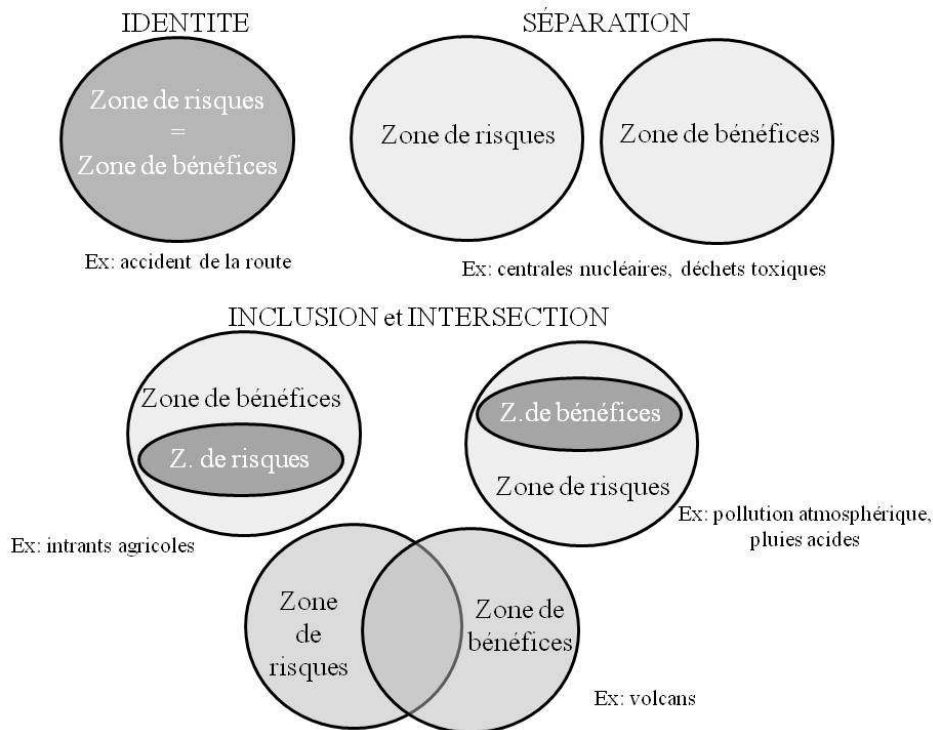 IDENTITE
Zone de risques
=
Zone de bénéfices
Ex: accident de la route
SÉPARATION
Zone de risques
Zone de bénéfices
Ex: centrales nucléaires, déchets toxiques
INCLUSION et INTERSECTION
Zone de bénéfices
Z. de risques
Ex: intrants agricoles
Z. de bénéfices
Zone de risques
Ex: pollution atmosphérique,
pluies acides
Zone
de
risques
Zone de
bénéfices
Ex: volcans